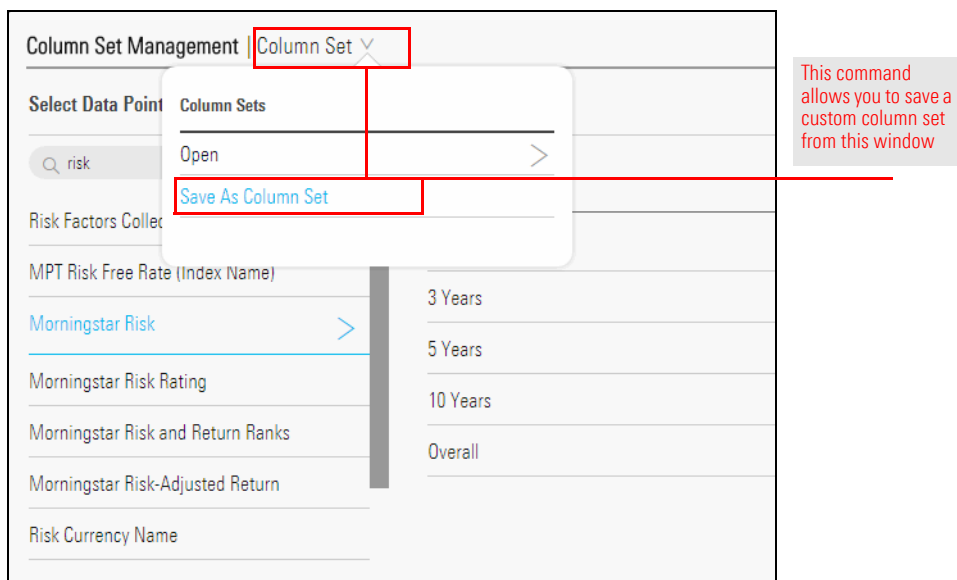 Column Set Management | Column Set
Select Data Point
Column Sets
risk
Open
Save As Column Set
Risk Factors Collec
MPT Risk Free Rate (Index Name)
Morningstar Risk
Morningstar Risk Rating
Morningstar Risk and Return Ranks
Morningstar Risk-Adjusted Return
Risk Currency Name
3 Years
5 Years
10 Years
Overall
This command
allows you to save a
custom column set
from this window